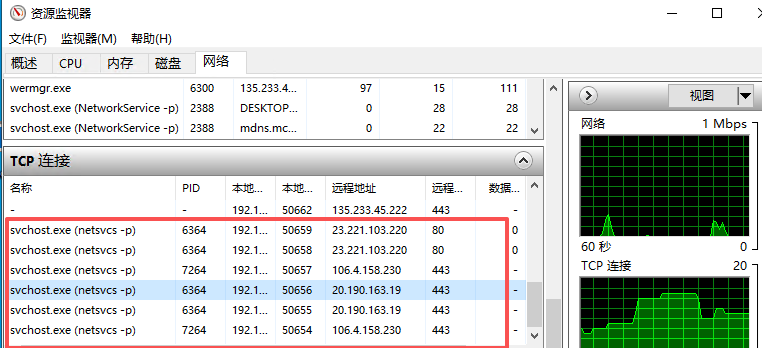 资源监视器
文件(F) 监视器(M) 帮助(H)
概述 CPU 内存 磁盘 网络
wermgr.exe 6300 135.233.4... 97 15 111
svchost.exe (NetworkService -p) 2388 DESKTOP... 0 28 28
svchost.exe (NetworkService -p) 2388 mdns.mc... 0 22 22
TCP 连接
名称 PID 本地... 本地... 远程地址 远程... 数据...
- - 192.1... 50662 135.233.45.222 443 -
svchost.exe (netsvcs -p) 6364 192.1... 50659 23.221.103.220 80 0
svchost.exe (netsvcs -p) 6364 192.1... 50658 23.221.103.220 80 -
svchost.exe (netsvcs -p) 7264 192.1... 50657 106.4.158.230 443 -
svchost.exe (netsvcs -p) 6364 192.1... 50656 20.190.163.19 443 -
svchost.exe (netsvcs -p) 6364 192.1... 50655 20.190.163.19 443 -
svchost.exe (netsvcs -p) 7264 192.1... 50654 106.4.158.230 443 -
视图
网络 1 Mbps
60 秒 0
TCP 连接 20